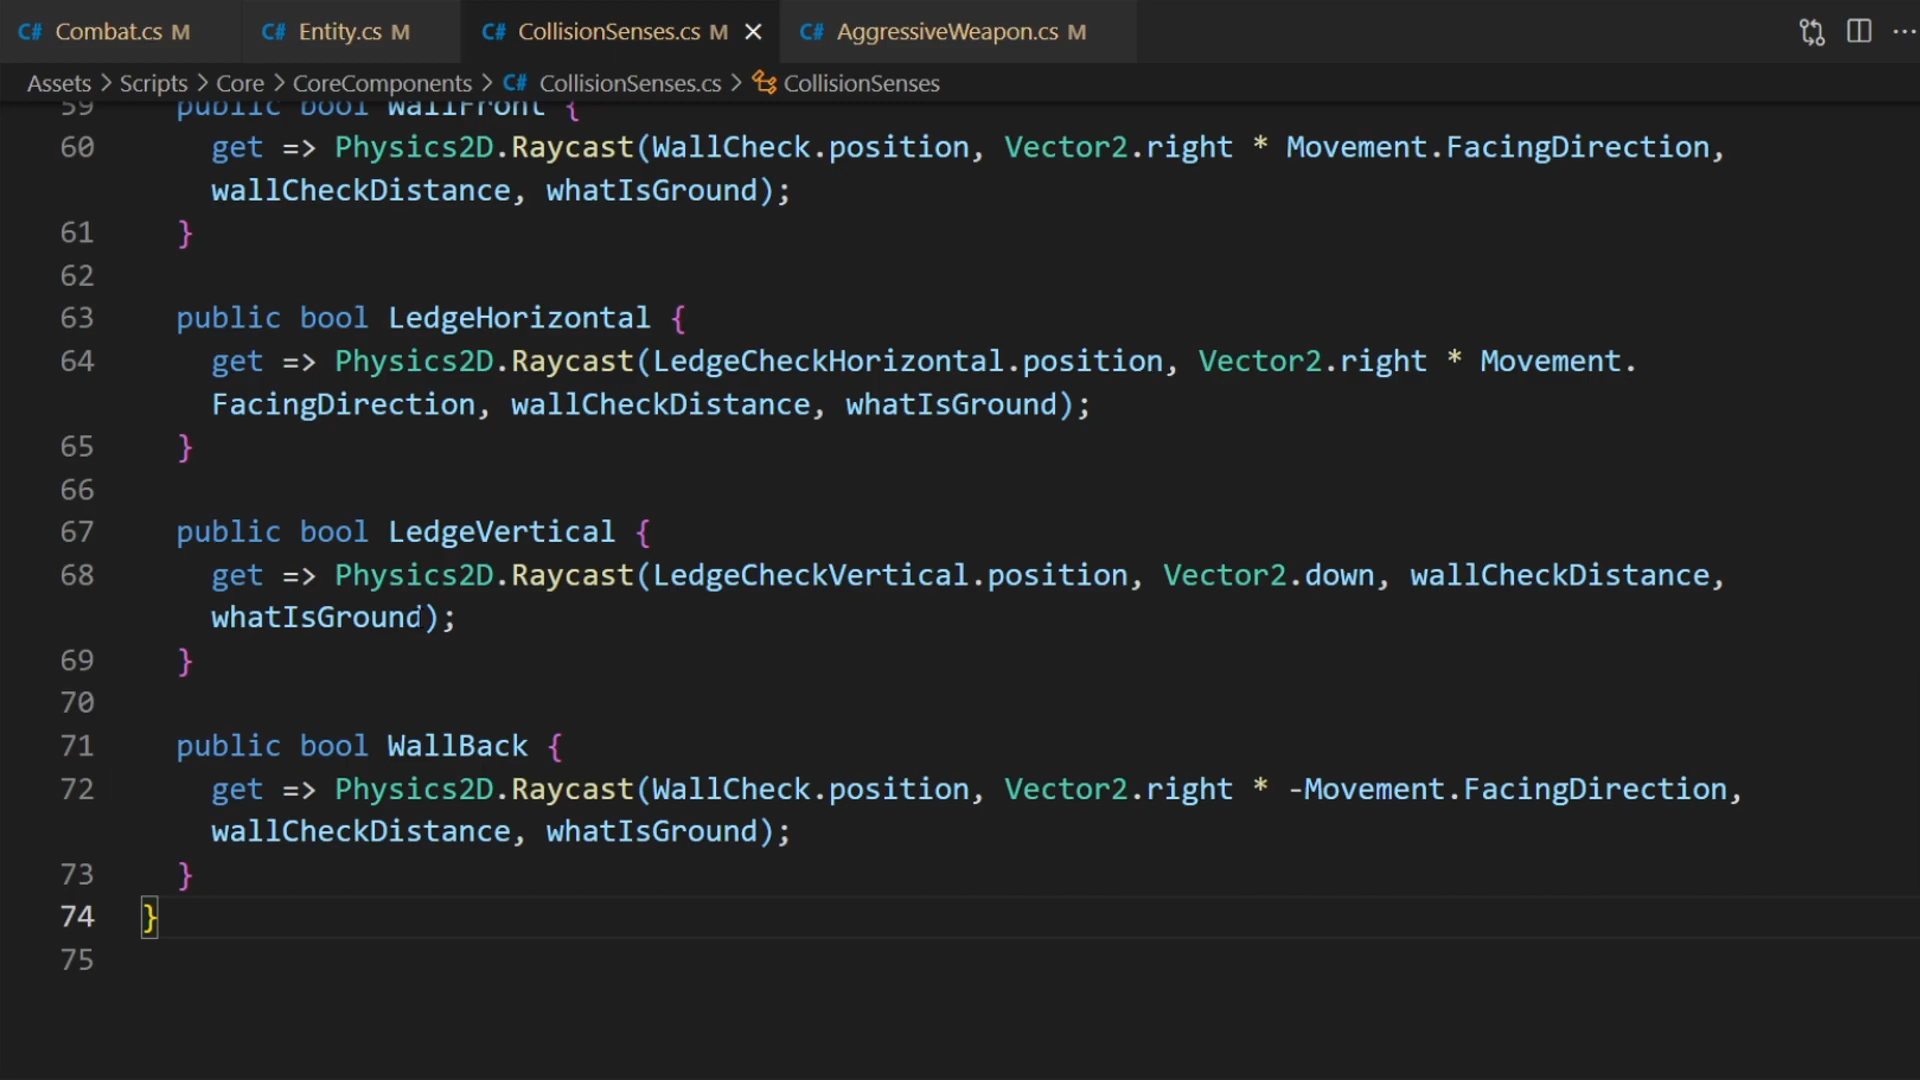 C# Combat.cs M C# Entity.cs M C# CollisionSenses.cs M C# AggressiveWeapon.cs M
Assets > Scripts > Core > CoreComponents > C# CollisionSenses.cs > CollisionSenses
59 public bool WallFront {
60 get => Physics2D.Raycast(WallCheck.position, Vector2.right * Movement.FacingDirection,
wallCheckDistance, whatIsGround);
61 }
62
63 public bool LedgeHorizontal {
64 get => Physics2D.Raycast(LedgeCheckHorizontal.position, Vector2.right * Movement.
FacingDirection, wallCheckDistance, whatIsGround);
65 }
66
67 public bool LedgeVertical {
68 get => Physics2D.Raycast(LedgeCheckVertical.position, Vector2.down, wallCheckDistance,
whatIsGround);
69 }
70
71 public bool WallBack {
72 get => Physics2D.Raycast(WallCheck.position, Vector2.right * -Movement.FacingDirection,
wallCheckDistance, whatIsGround);
73 }
74 }
75